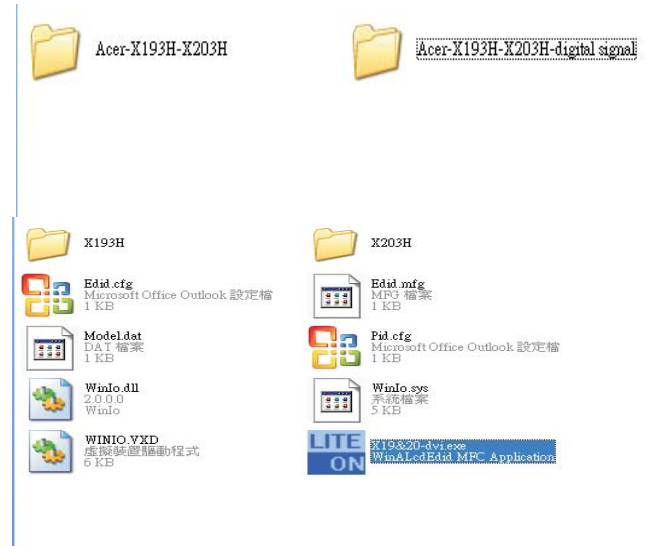 Acer-X193H-X203H
Acer-X193H-X203H-digital signal
X193H
X203H
Edid.cfg
Microsoft Office Outlook 設定檔
1 KB
Edid.mfg
MFG 檔案
1 KB
Model.dat
DAT 檔案
1 KB
Pid.cfg
Microsoft Office Outlook 設定檔
1 KB
WinIo.dll
2.0.0.0
WinIo
WinIo.sys
系統檔案
5 KB
WINIO.VXD
虛擬裝置驅動程式
6 KB
LITE
ON
X19&20-dvi.exe
WinALcdEdid MFC Application